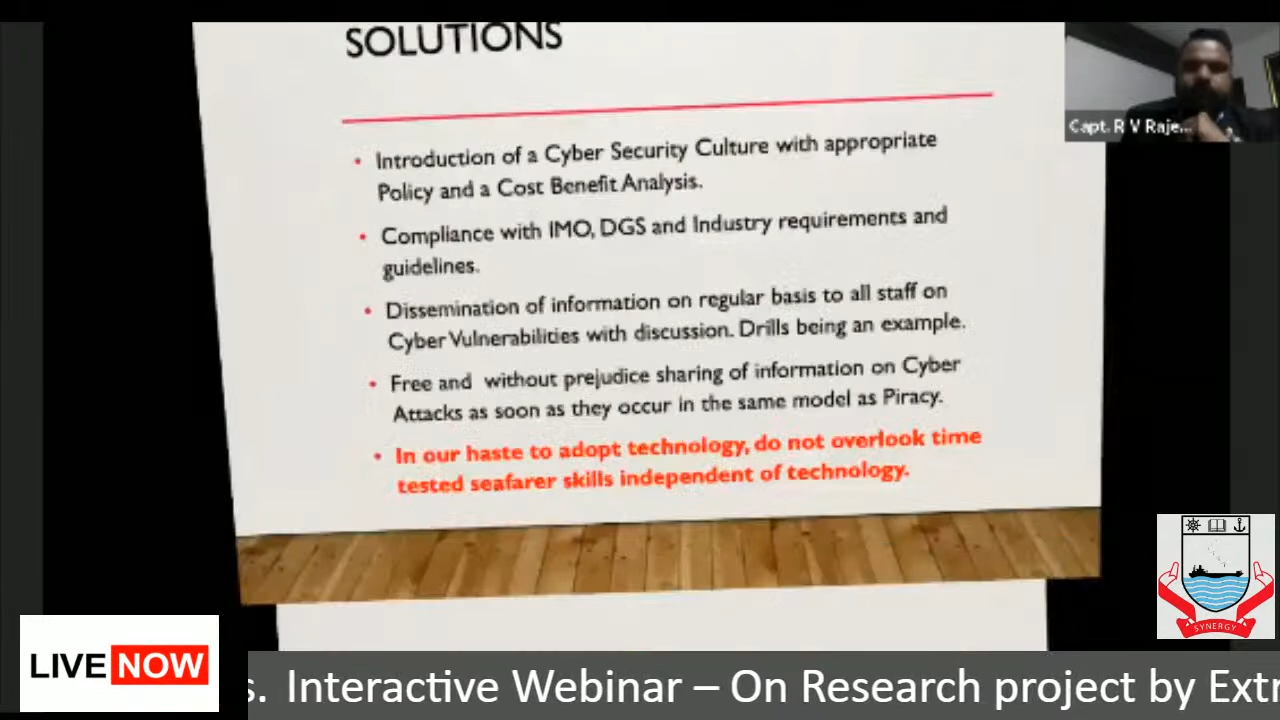 SOLUTIONS
• Introduction of a Cyber Security Culture with appropriate
Policy and a Cost Benefit Analysis.
• Compliance with IMO, DGS and Industry requirements and
guidelines.
• Dissemination of information on regular basis to all staff on
Cyber Vulnerabilities with discussion. Drills being an example.
• Free and without prejudice sharing of information on Cyber
Attacks as soon as they occur in the same model as Piracy.
• In our haste to adopt technology, do not overlook time
tested seafarer skills independent of technology.
Capt. R V Raje...
SYNERGY
LIVE NOW
s. Interactive Webinar – On Research project by Extr